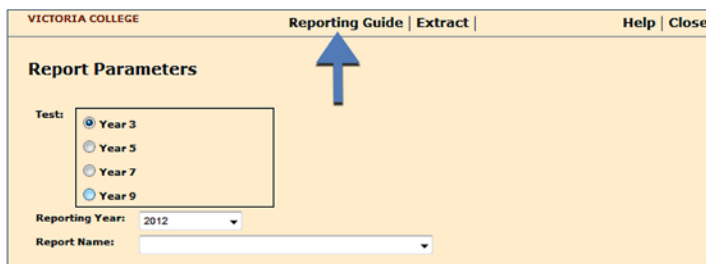 VICTORIA COLLEGE
Reporting Guide | Extract |
Help | Close
Report Parameters
Test:
Year 3
Year 5
Year 7
Year 9
Reporting Year: 2012
Report Name: